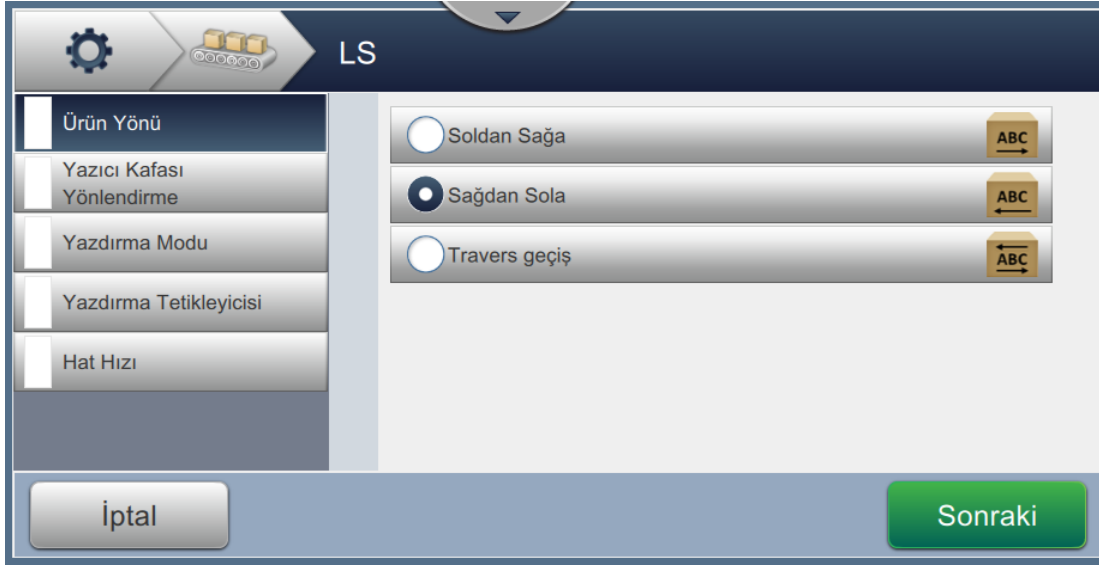 LS
Ürün Yönü
Yazıcı Kafası
Yönlendirme
Yazdırma Modu
Yazdırma Tetikleyicisi
Hat Hızı
Soldan Sağa
ABC
Sağdan Sola
ABC
Travers geçiş
ABC
İptal
Sonraki